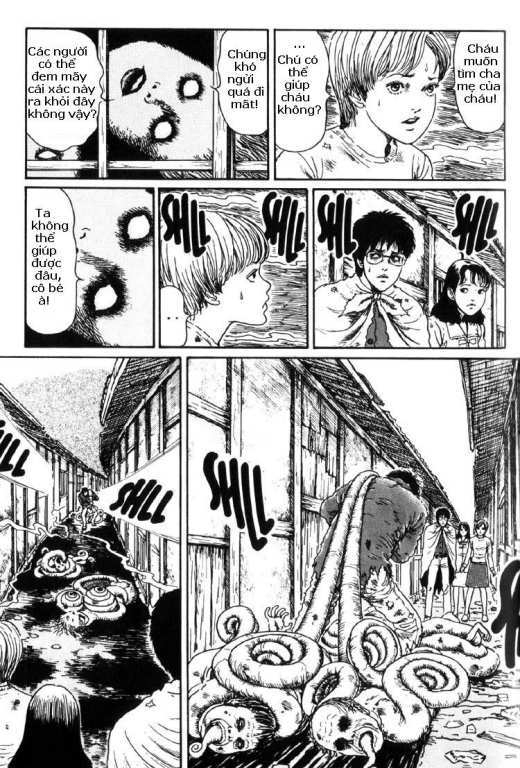 Cháu
muốn
tìm cha
mẹ của
cháu!
Chú có
thể
giúp
cháu
không?
Chúng
khó
ngửi
quá đi
mất!
Các người
có thể
đem mấy
cái xác này
ra khỏi đây
không vậy?
SHLL
SHLL
SHLL
SHLL
...
Ta
không
thể
giúp
được
đâu,
cô bé
à!
SHLL
SHLL
SHLL